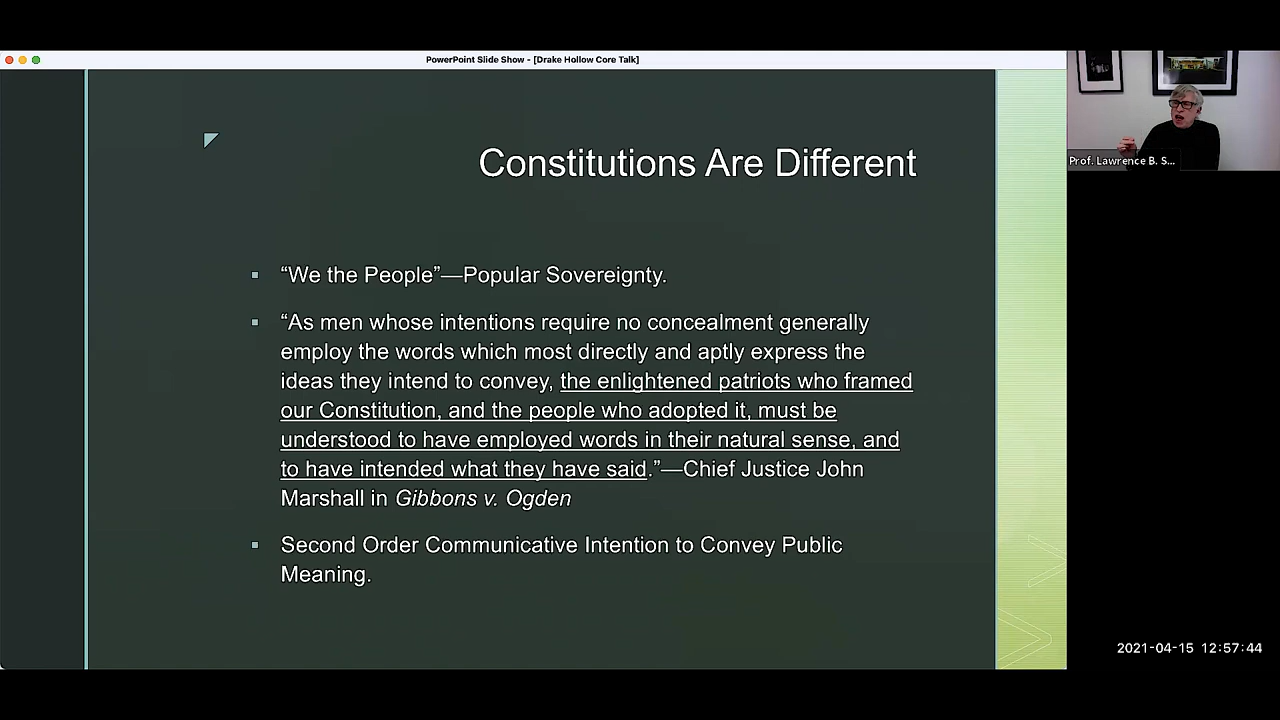 PowerPoint Slide Show - [Drake Hollow Core Talk]
Prof. Lawrence B. S...
Constitutions Are Different
“We the People”—Popular Sovereignty.
“As men whose intentions require no concealment generally
employ the words which most directly and aptly express the
ideas they intend to convey, the enlightened patriots who framed
our Constitution, and the people who adopted it, must be
understood to have employed words in their natural sense, and
to have intended what they have said.”—Chief Justice John
Marshall in Gibbons v. Ogden
Second Order Communicative Intention to Convey Public
Meaning.
2021-04-15 12:57:44